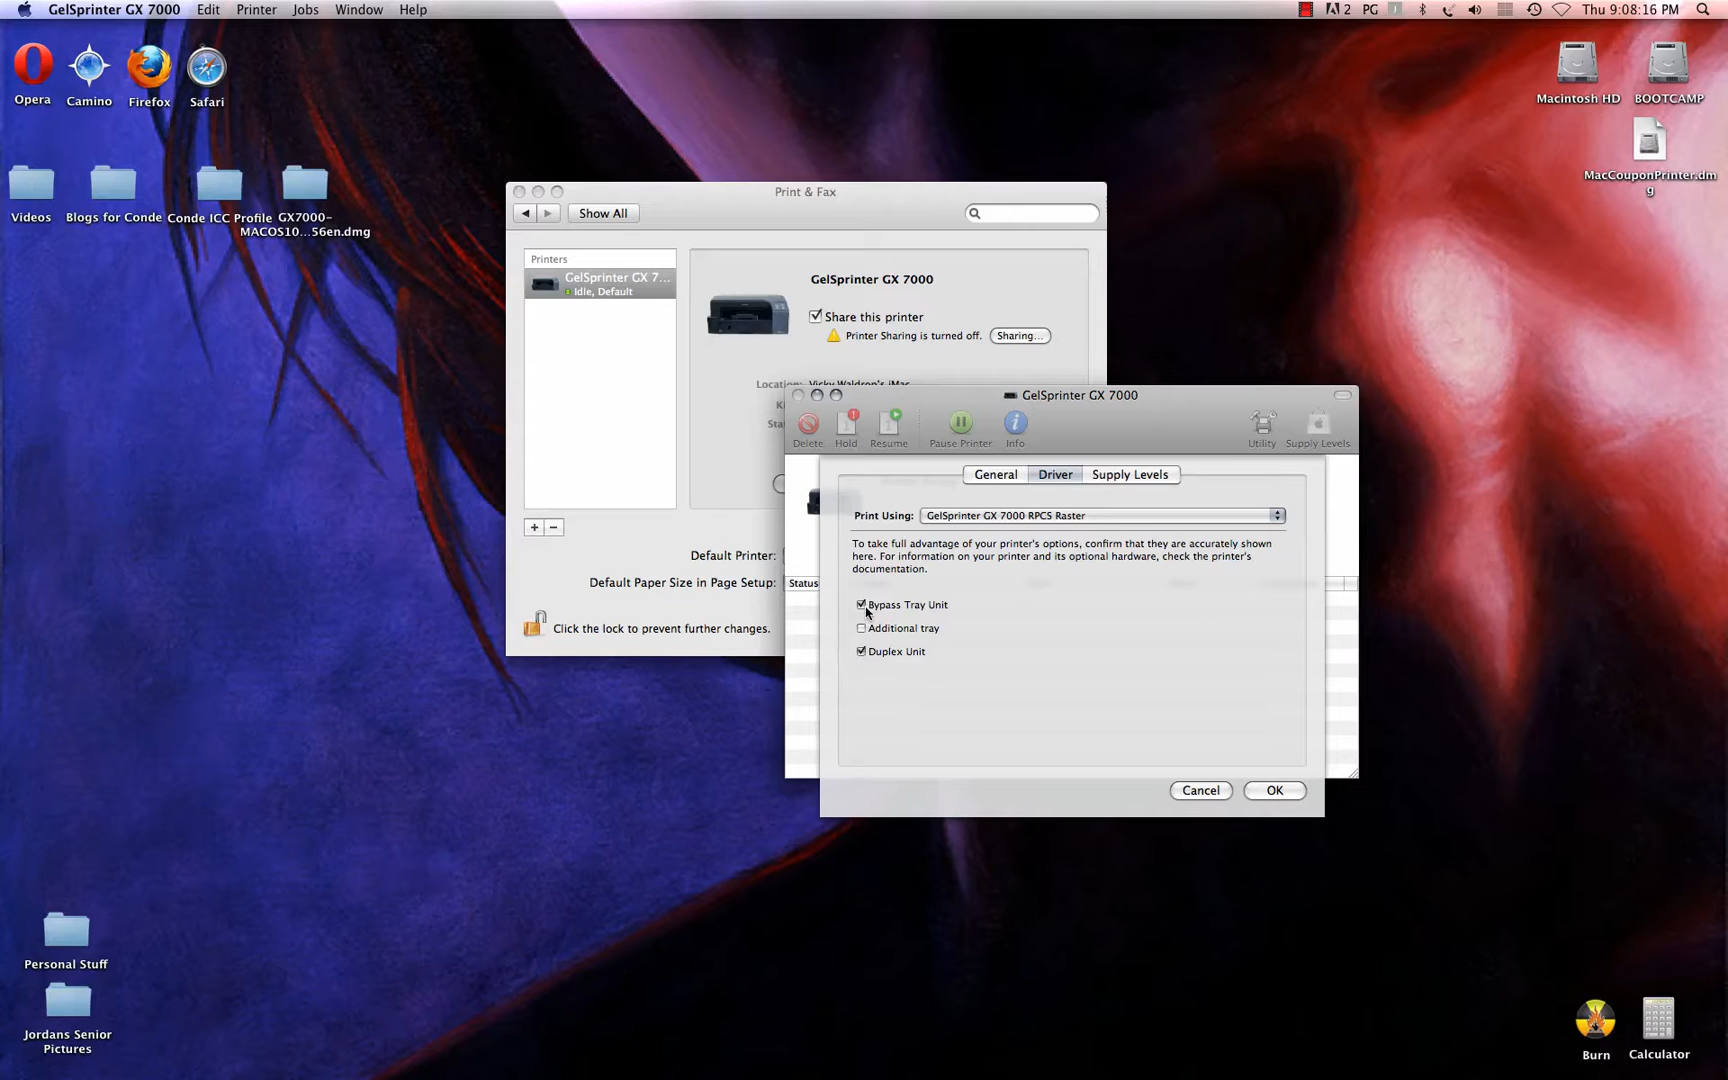 GelSprinter GX 7000 Edit Printer Jobs Window Help
2 PG Thu 9:08:16 PM
Opera Camino Firefox Safari
Macintosh HD BOOTCAMP
MacCouponPrinter.dm
g
Videos Blogs for Conde Conde ICC Profile GX7000-
MACOS10...56en.dmg
Print & Fax
Show All
Printers
GelSprinter GX 7...
Idle, Default
GelSprinter GX 7000
Share this printer
Printer Sharing is turned off. Sharing...
Location: Vicky Waldron's iMac
Default Printer:
Default Paper Size in Page Setup:
Click the lock to prevent further changes.
GelSprinter GX 7000
Delete Hold Resume Pause Printer Info Utility Supply Levels
Status
General Driver Supply Levels
Print Using: GelSprinter GX 7000 RPCS Raster
To take full advantage of your printer's options, confirm that they are accurately shown
here. For information on your printer and its optional hardware, check the printer's
documentation.
Bypass Tray Unit
Additional tray
Duplex Unit
Cancel OK
Personal Stuff
Jordans Senior
Pictures
Burn Calculator